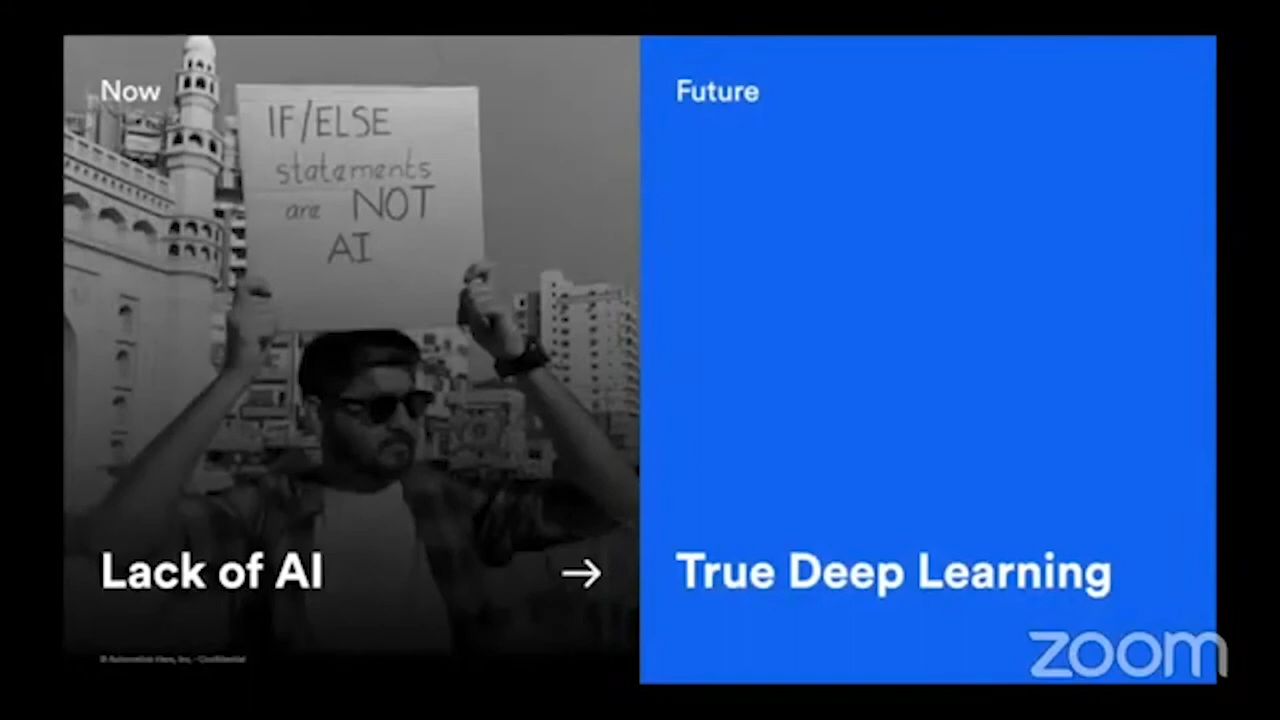 Now
IF/ELSE
statements
are NOT
AI
Lack of AI
→
Future
True Deep Learning
zoom